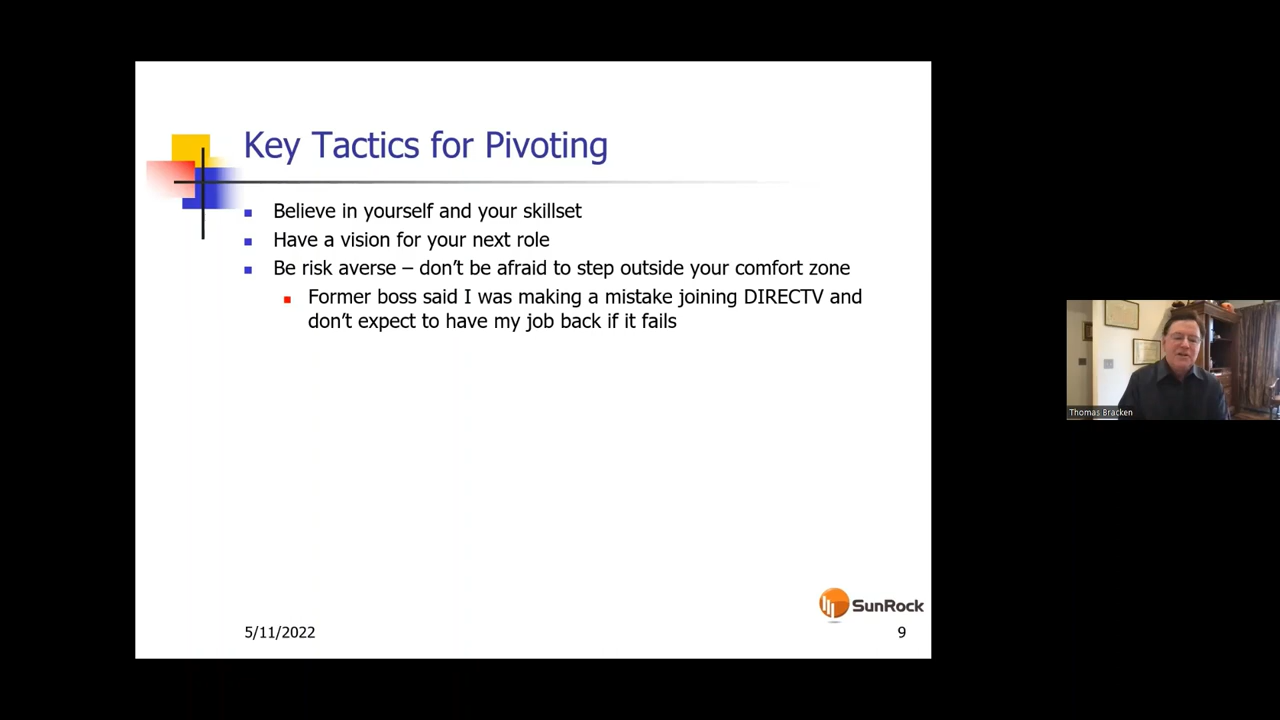 Key Tactics for Pivoting
Believe in yourself and your skillset
Have a vision for your next role
Be risk averse – don't be afraid to step outside your comfort zone
Former boss said I was making a mistake joining DIRECTV and
don't expect to have my job back if it fails
SunRock
5/11/2022
9
Thomas Bracken